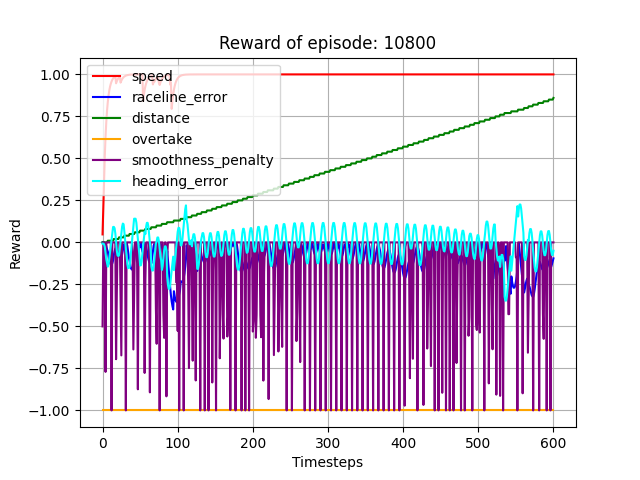 Reward of episode: 10800
speed
raceline_error
distance
overtake
smoothness_penalty
heading_error
1.00
0.75
0.50
0.25
0.00
−0.25
−0.50
−0.75
−1.00
Reward
0 100 200 300 400 500 600
Timesteps